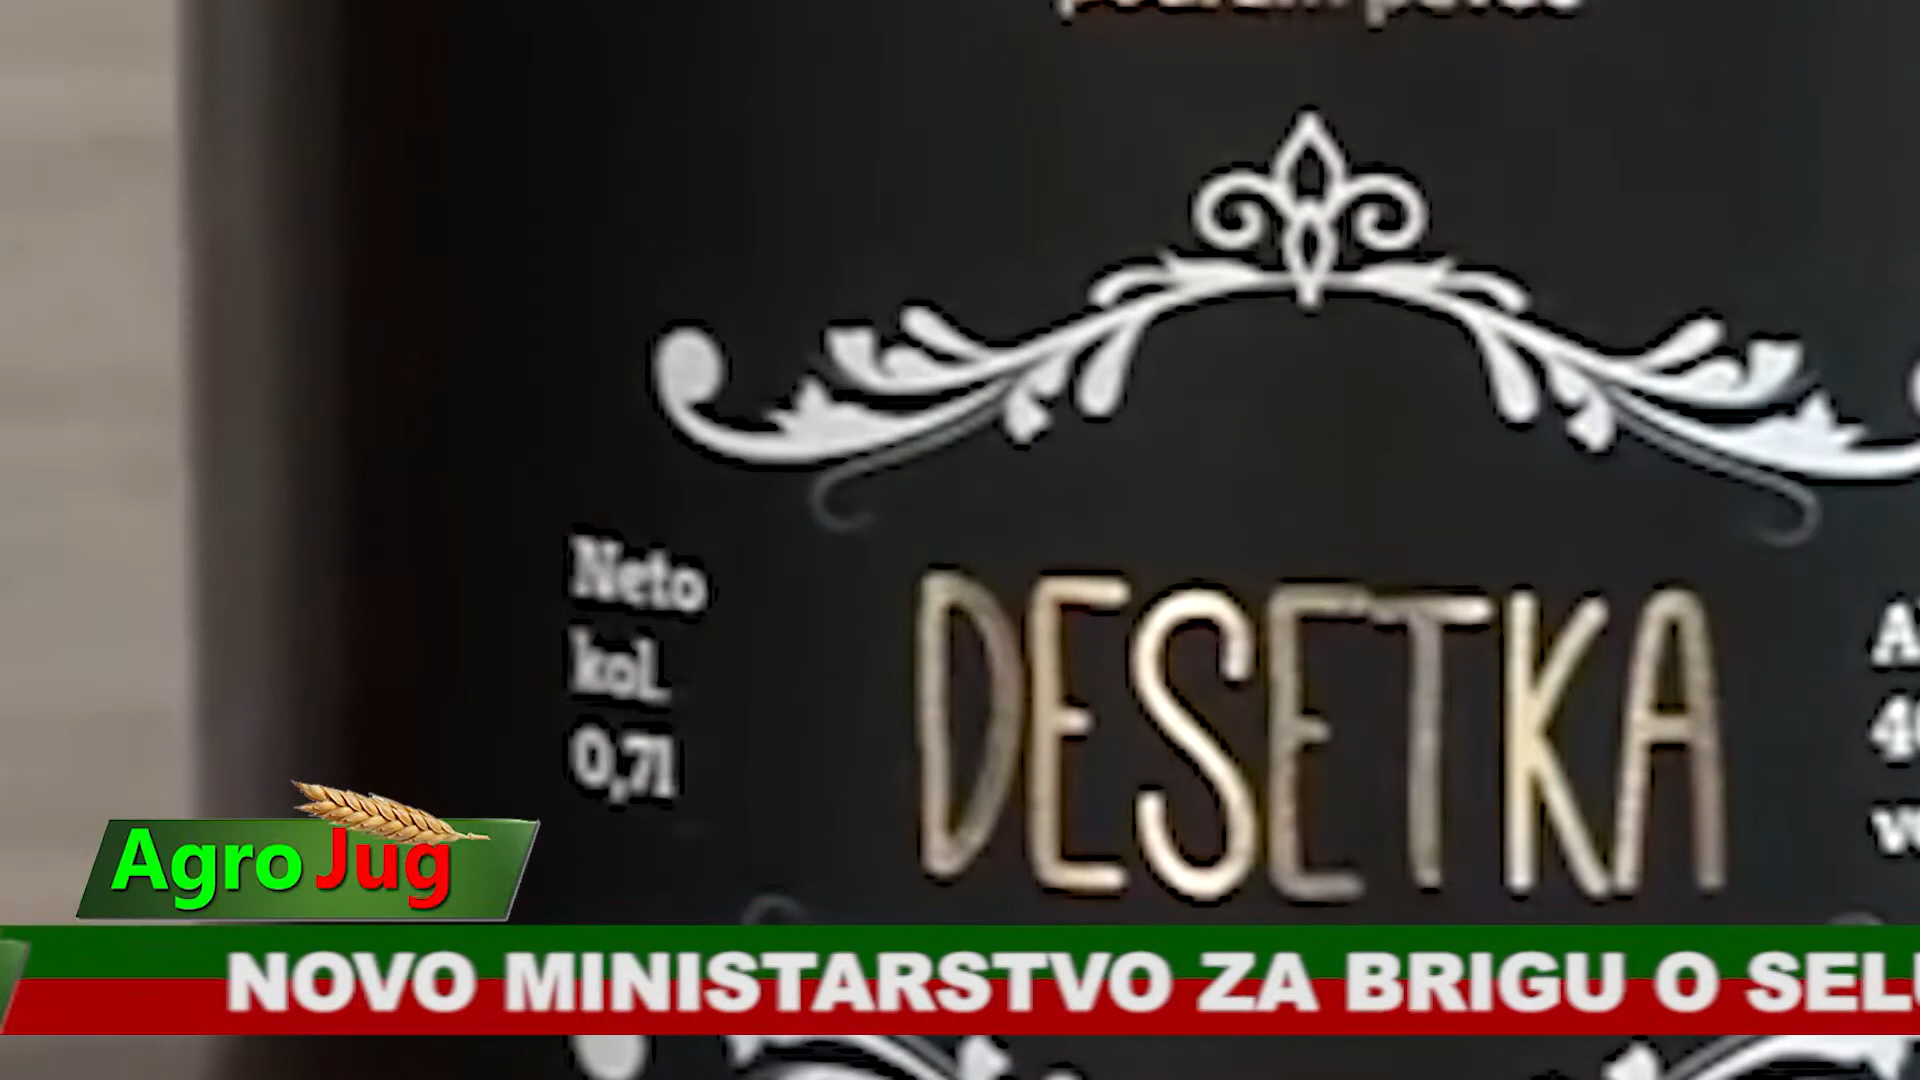 Neto
kol.
0,7l
DESETKA
Agro Jug
NOVO MINISTARSTVO ZA BRIGU O SELU